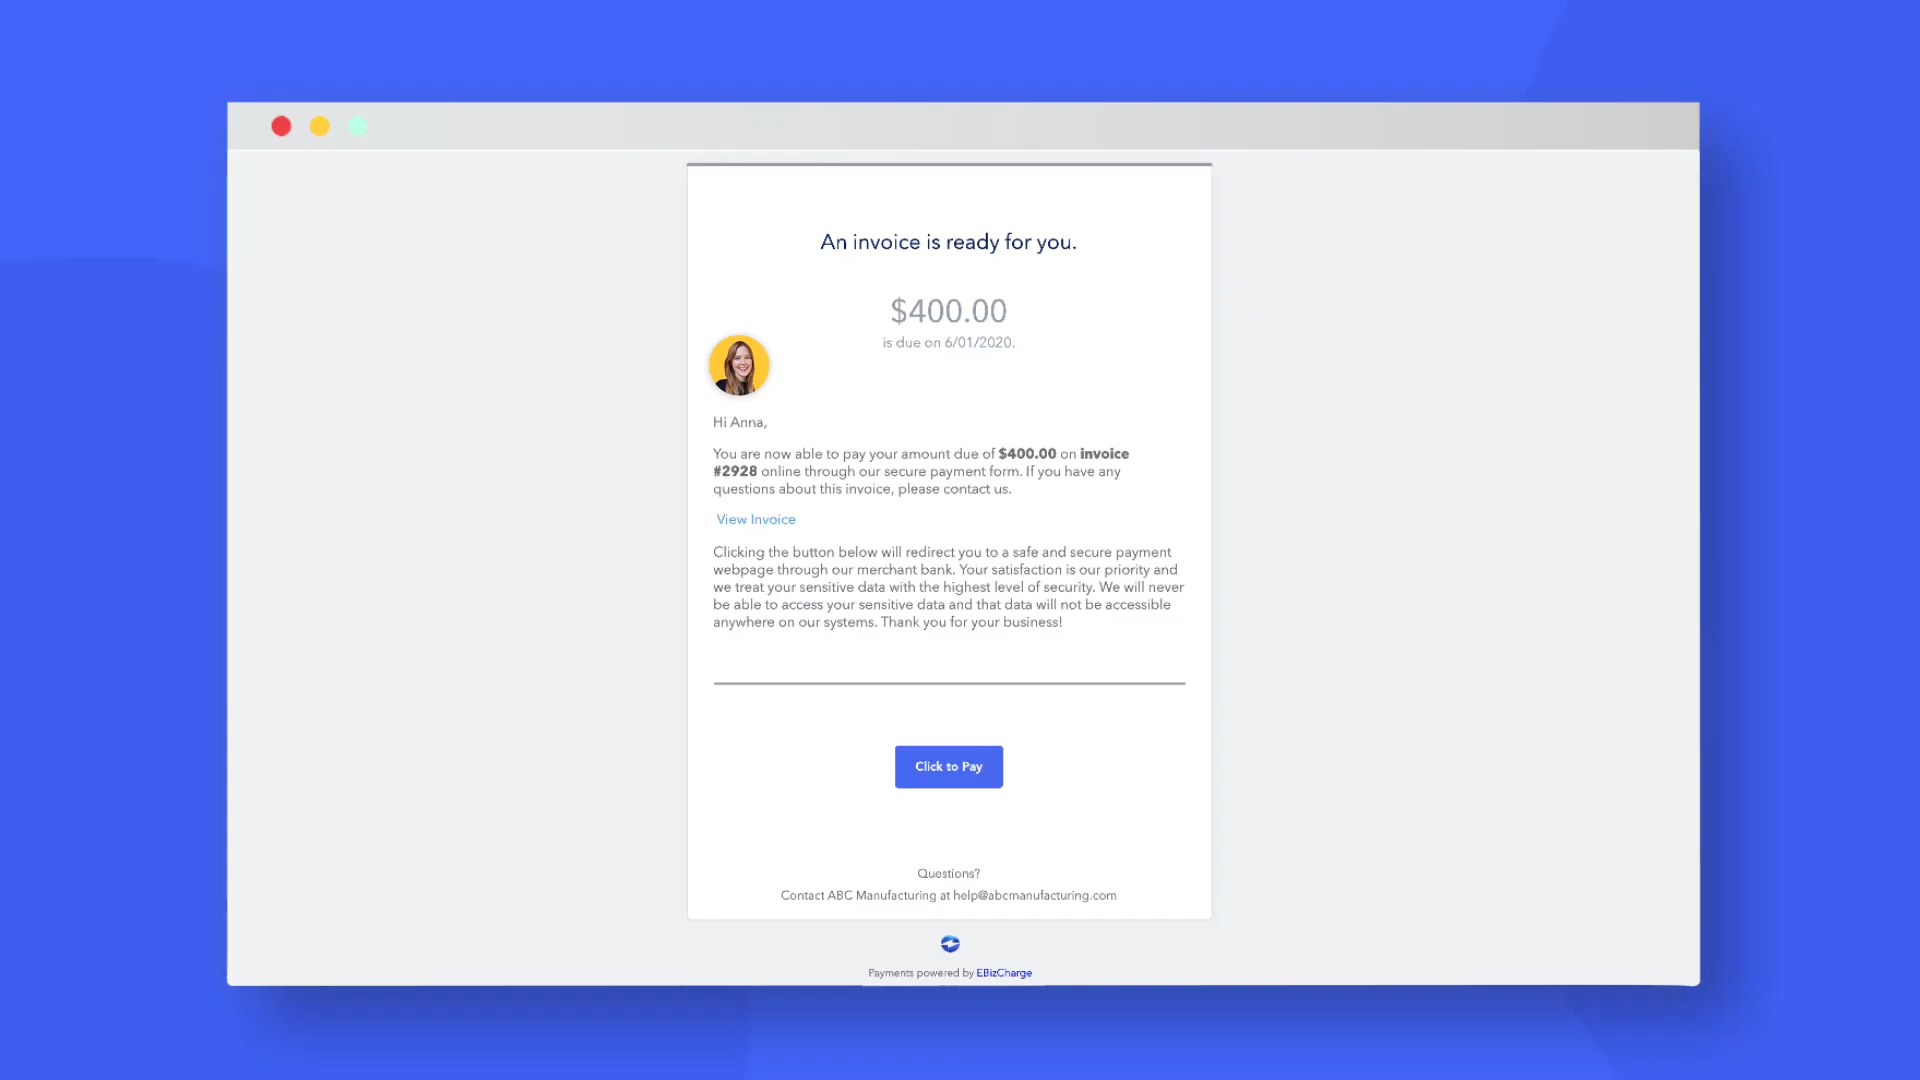 An invoice is ready for you.
$400.00
is due on 6/01/2020.
Hi Anna,
You are now able to pay your amount due of $400.00 on invoice
#2928 online through our secure payment form. If you have any
questions about this invoice, please contact us.
View Invoice
Clicking the button below will redirect you to a safe and secure payment
webpage through our merchant bank. Your satisfaction is our priority and
we treat your sensitive data with the highest level of security. We will never
be able to access your sensitive data and that data will not be accessible
anywhere on our systems. Thank you for your business!
Click to Pay
Questions?
Contact ABC Manufacturing at help@abcmanufacturing.com
Payments powered by EBizCharge